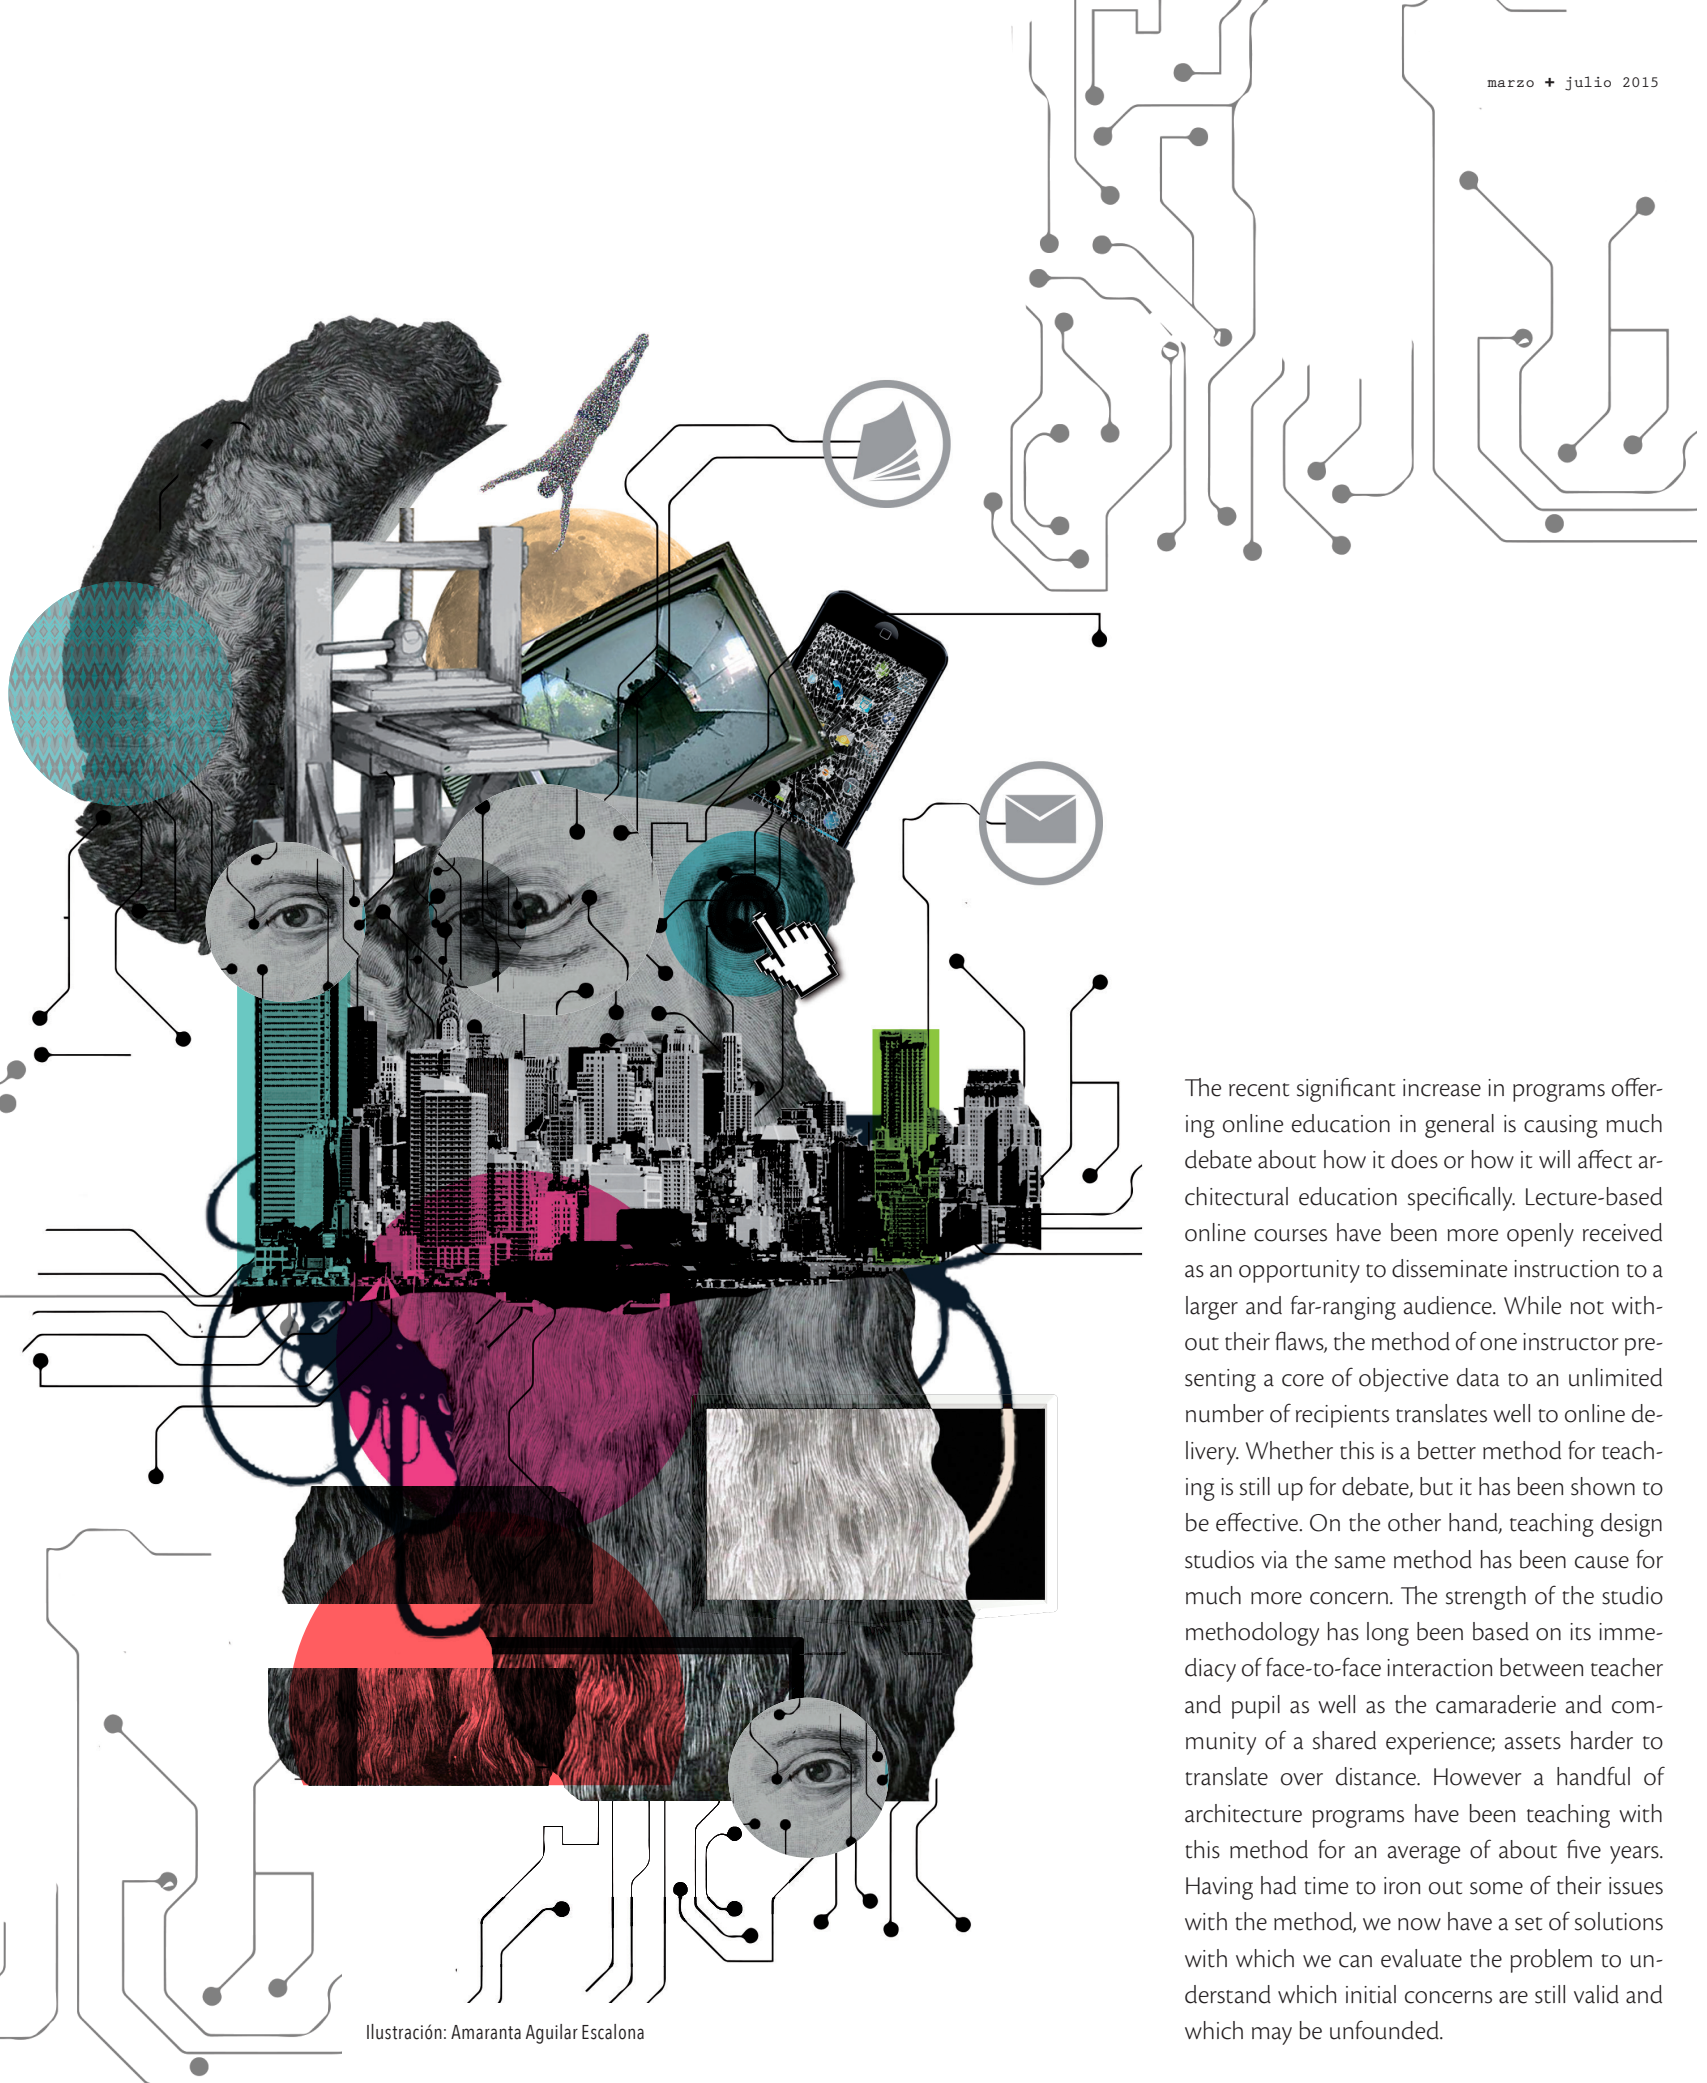 marzo + julio 2015
The recent significant increase in programs offer-
ing online education in general is causing much
debate about how it does or how it will affect ar-
chitectural education specifically. Lecture-based
online courses have been more openly received
as an opportunity to disseminate instruction to a
larger and far-ranging audience. While not with-
out their flaws, the method of one instructor pre-
senting a core of objective data to an unlimited
number of recipients translates well to online de-
livery. Whether this is a better method for teach-
ing is still up for debate, but it has been shown to
be effective. On the other hand, teaching design
studios via the same method has been cause for
much more concern. The strength of the studio
methodology has long been based on its imme-
diacy of face-to-face interaction between teacher
and pupil as well as the camaraderie and com-
munity of a shared experience; assets harder to
translate over distance. However a handful of
architecture programs have been teaching with
this method for an average of about five years.
Having had time to iron out some of their issues
with the method, we now have a set of solutions
with which we can evaluate the problem to un-
derstand which initial concerns are still valid and
which may be unfounded.
Ilustración: Amaranta Aguilar Escalona